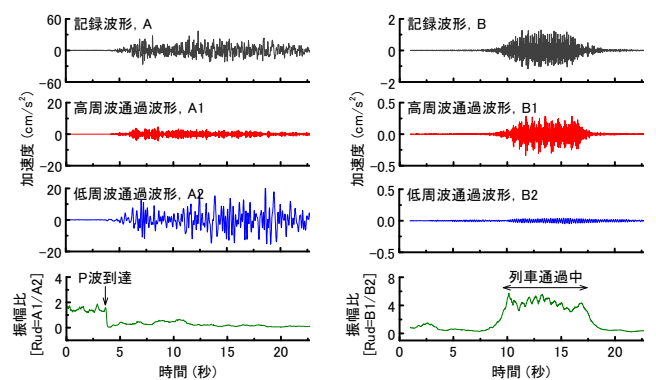 記録波形, A
60
0
-60
高周波通過波形, A1
20
0
-20
加速度 (cm/s²)
低周波通過波形, A2
20
0
-20
P波到達
4
2
0
振幅比
[Rud=A1/A2]
0 5 10 15 20
時間 (秒)
記録波形, B
2
0
-2
高周波通過波形, B1
0.5
0.0
-0.5
加速度 (cm/s²)
低周波通過波形, B2
0.5
0.0
-0.5
列車通過中
8
4
0
振幅比
[Rud=B1/B2]
0 5 10 15 20
時間 (秒)